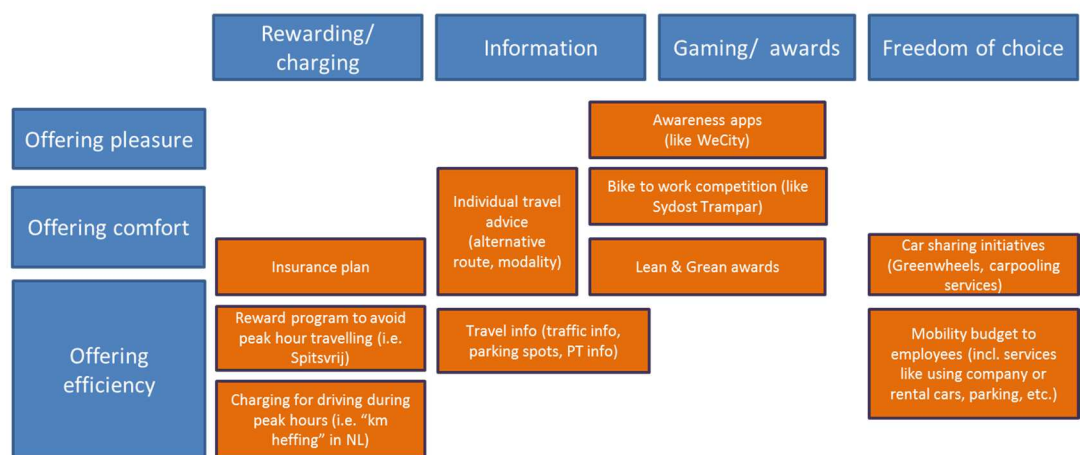 Rewarding/
charging
Information
Gaming/ awards
Freedom of choice
Offering pleasure
Awareness apps
(like WeCity)
Offering comfort
Individual travel
advice
(alternative
route, modality)
Bike to work competition (like
Sydost Trampar)
Insurance plan
Lean & Grean awards
Car sharing initiatives
(Greenwheels, carpooling
services)
Offering
efficiency
Reward program to avoid
peak hour travelling (i.e.
Spitsvrij)
Travel info (traffic info,
parking spots, PT info)
Mobility budget to
employees (incl. services
like using company or
rental cars, parking, etc.)
Charging for driving during
peak hours (i.e. “km
heffing” in NL)